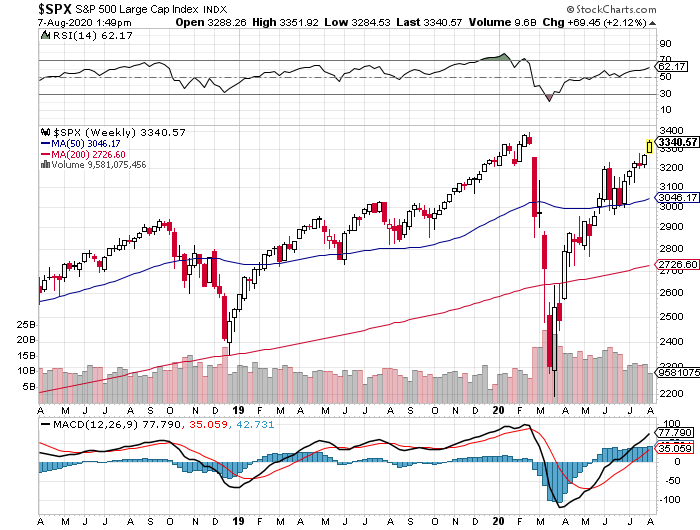 $SPX S&P 500 Large Cap Index INDX © StockCharts.com
7-Aug-2020 1:49pm Open 3288.26 High 3351.92 Low 3284.53 Last 3340.57 Volume 9.6B Chg +69.45 (+2.12%)
RSI(14) 62.17
90
70
62.17
50
30
10
$SPX (Weekly) 3340.57
MA(50) 3046.17
MA(200) 2726.60
Volume 9,581,075,456
3400
3340.57
3300
3200
3100
3046.17
3000
2900
2800
2726.60
2700
2600
2500
2400
2300
9581075
2200
25B
20B
15B
10B
5B
A M J J A S O N D 19 F M A M J J A S O N D 20 F M A M J J A
MACD(12,26,9) 77.790, 35.059, 42.731
100
77.790
35.059
0
-50
-100
A M J J A S O N D 19 F M A M J J A S O N D 20 F M A M J J A